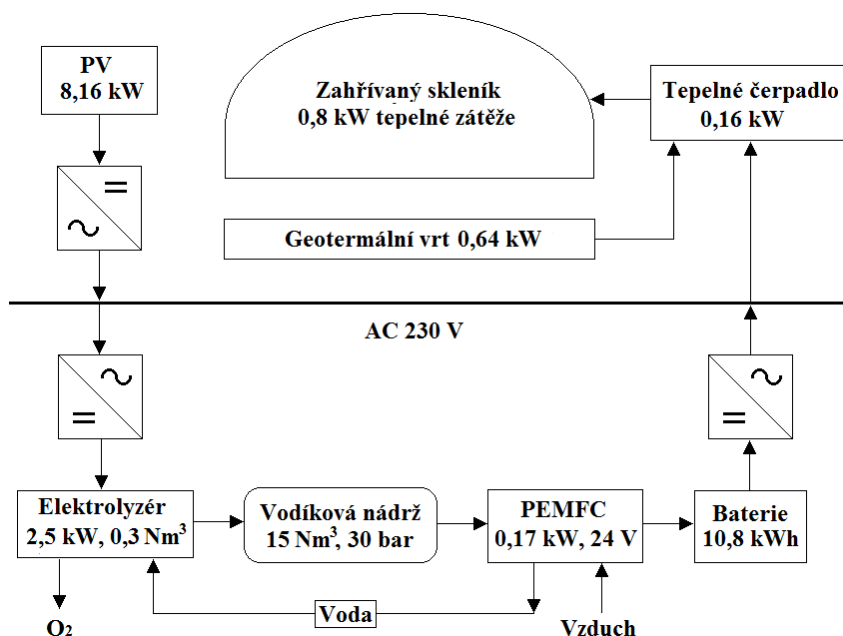 PV
8,16 kW
Zahřívaný skleník
0,8 kW tepelné zátěže
Tepelné čerpadlo
0,16 kW
Geotermální vrt 0,64 kW
AC 230 V
Elektrolyzér
2,5 kW, 0,3 Nm³
Vodíková nádrž
15 Nm³, 30 bar
PEMFC
0,17 kW, 24 V
Baterie
10,8 kWh
Voda
O₂
Vzduch